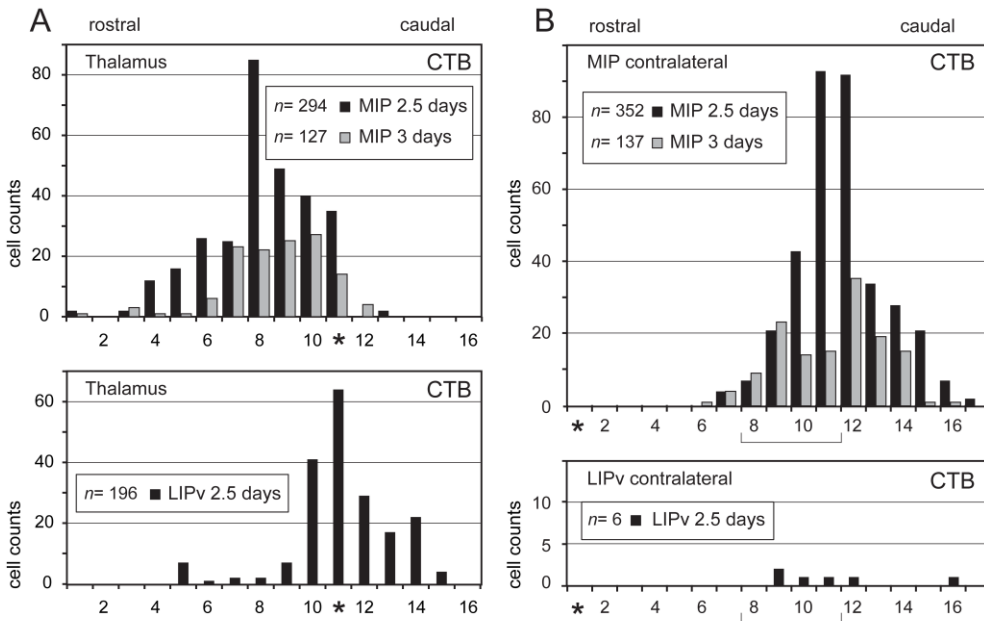 A
rostral caudal
Thalamus CTB
n= 294 MIP 2.5 days
n= 127 MIP 3 days
cell counts
80
60
40
20
0
2 4 6 8 10 * 12 14 16
Thalamus CTB
n= 196 LIPv 2.5 days
cell counts
60
40
20
0
2 4 6 8 10 * 12 14 16
B
rostral caudal
MIP contralateral CTB
n= 352 MIP 2.5 days
n= 137 MIP 3 days
cell counts
80
60
40
20
0
* 2 4 6 8 10 12 14 16
LIPv contralateral CTB
n= 6 LIPv 2.5 days
cell counts
10
5
0
* 2 4 6 8 10 12 14 16